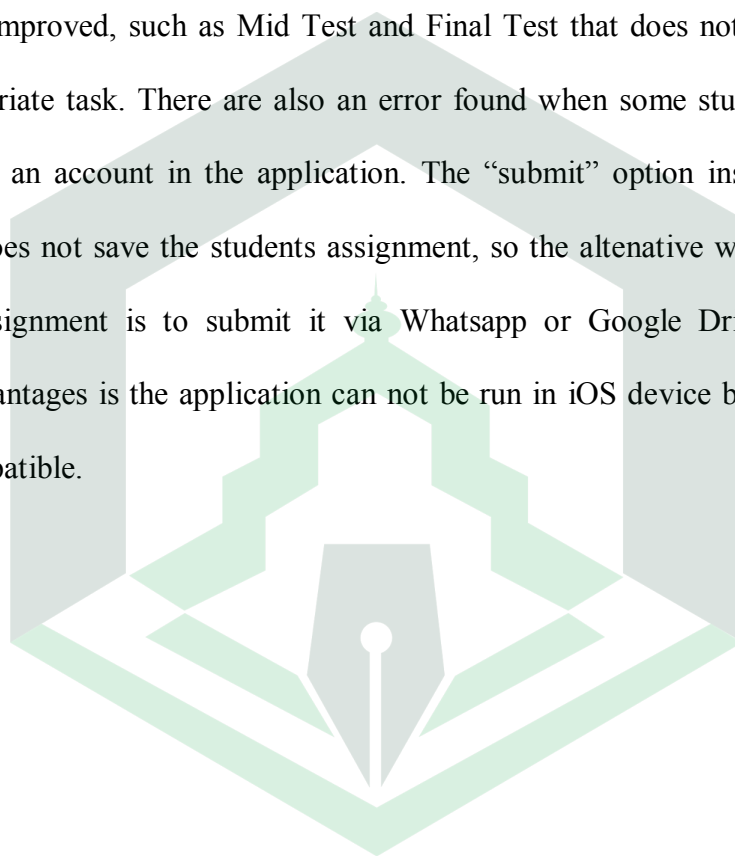 mproved, such as Mid Test and Final Test that does not
riate task. There are also an error found when some stu
an account in the application. The “submit” option ins
oes not save the students assignment, so the altenative w
signment is to submit it via Whatsapp or Google Dri
antages is the application can not be run in iOS device b
patible.